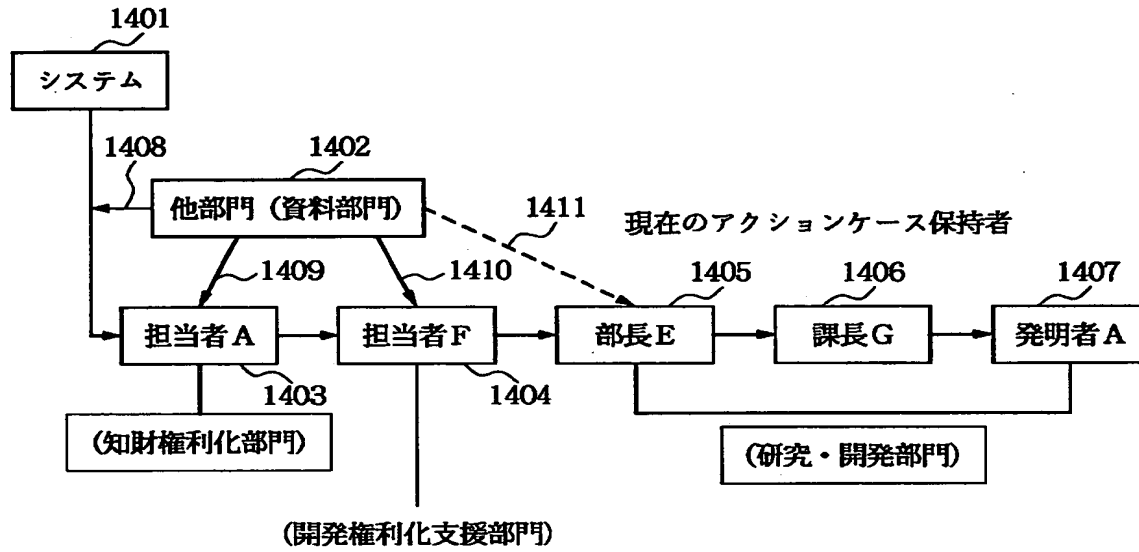 1401
システム
1408
1402
他部門（資料部門）
1411
現在のアクションケース保持者
1409
1410
1405
1406
1407
担当者A
担当者F
部長E
課長G
発明者A
1403
1404
（知財権利化部門）
（研究・開発部門）
（開発権利化支援部門）